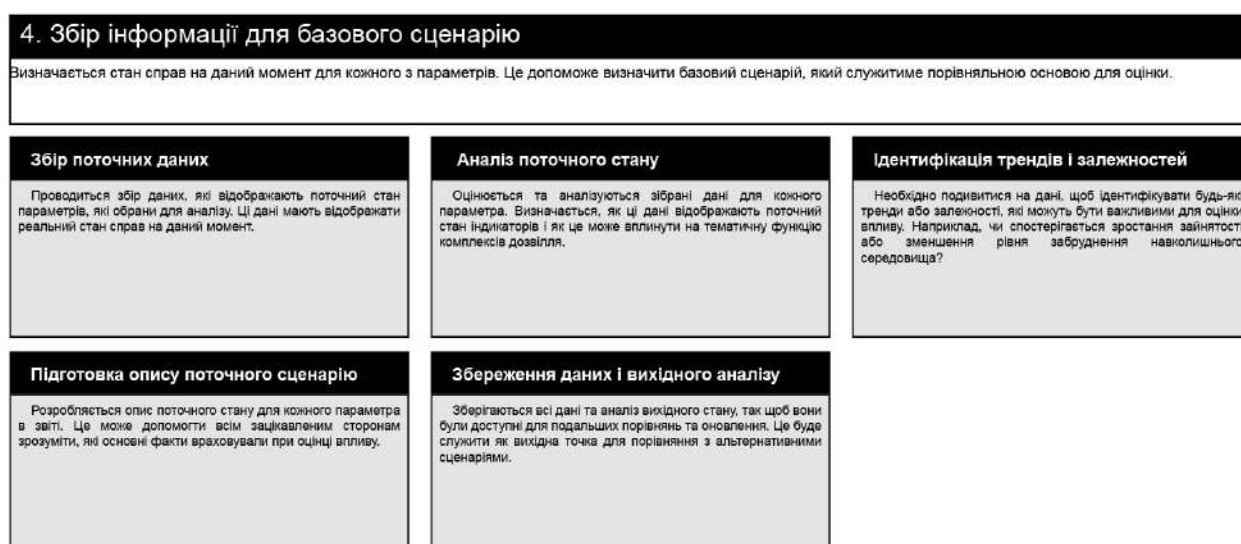 4. Збір інформації для базового сценарію
Визначається стан справ на даний момент для кожного з параметрів. Це допоможе визначити базовий сценарій, який служитиме порівняльною основою для оцінки.
Збір поточних даних
Проводиться збір даних, які відображають поточний стан
параметрів, які обрани для аналізу. Ці дані мають відображати
реальний стан справ на даний момент.
Аналіз поточного стану
Оцінюється та аналізуються зібрані дані для кожного
параметра. Визначається, як ці дані відображають поточний
стан індикаторів і як це може вплинути на тематичну функцію
комплексів дозвілля.
Ідентифікація трендів і залежностей
Необхідно подивитися на дані, щоб ідентифікувати будь-які
тренди або залежності, які можуть бути важливими для оцінки
впливу. Наприклад, чи спостерігається зростання зайнятості
або зменшення рівня забруднення навколишнього
середовища?
Підготовка опису поточного сценарію
Розробляється опис поточного стану для кожного параметра
в звіті. Це може допомогти всім зацікавленим сторонам
зрозуміти, які основні факти враховували при оцінці впливу.
Збереження даних і вихідного аналізу
Зберігаються всі дані та аналіз вихідного стану, так щоб вони
були доступні для подальших порівнянь та оновлення. Це буде
служити як вихідна точка для порівняння з альтернативними
сценаріями.